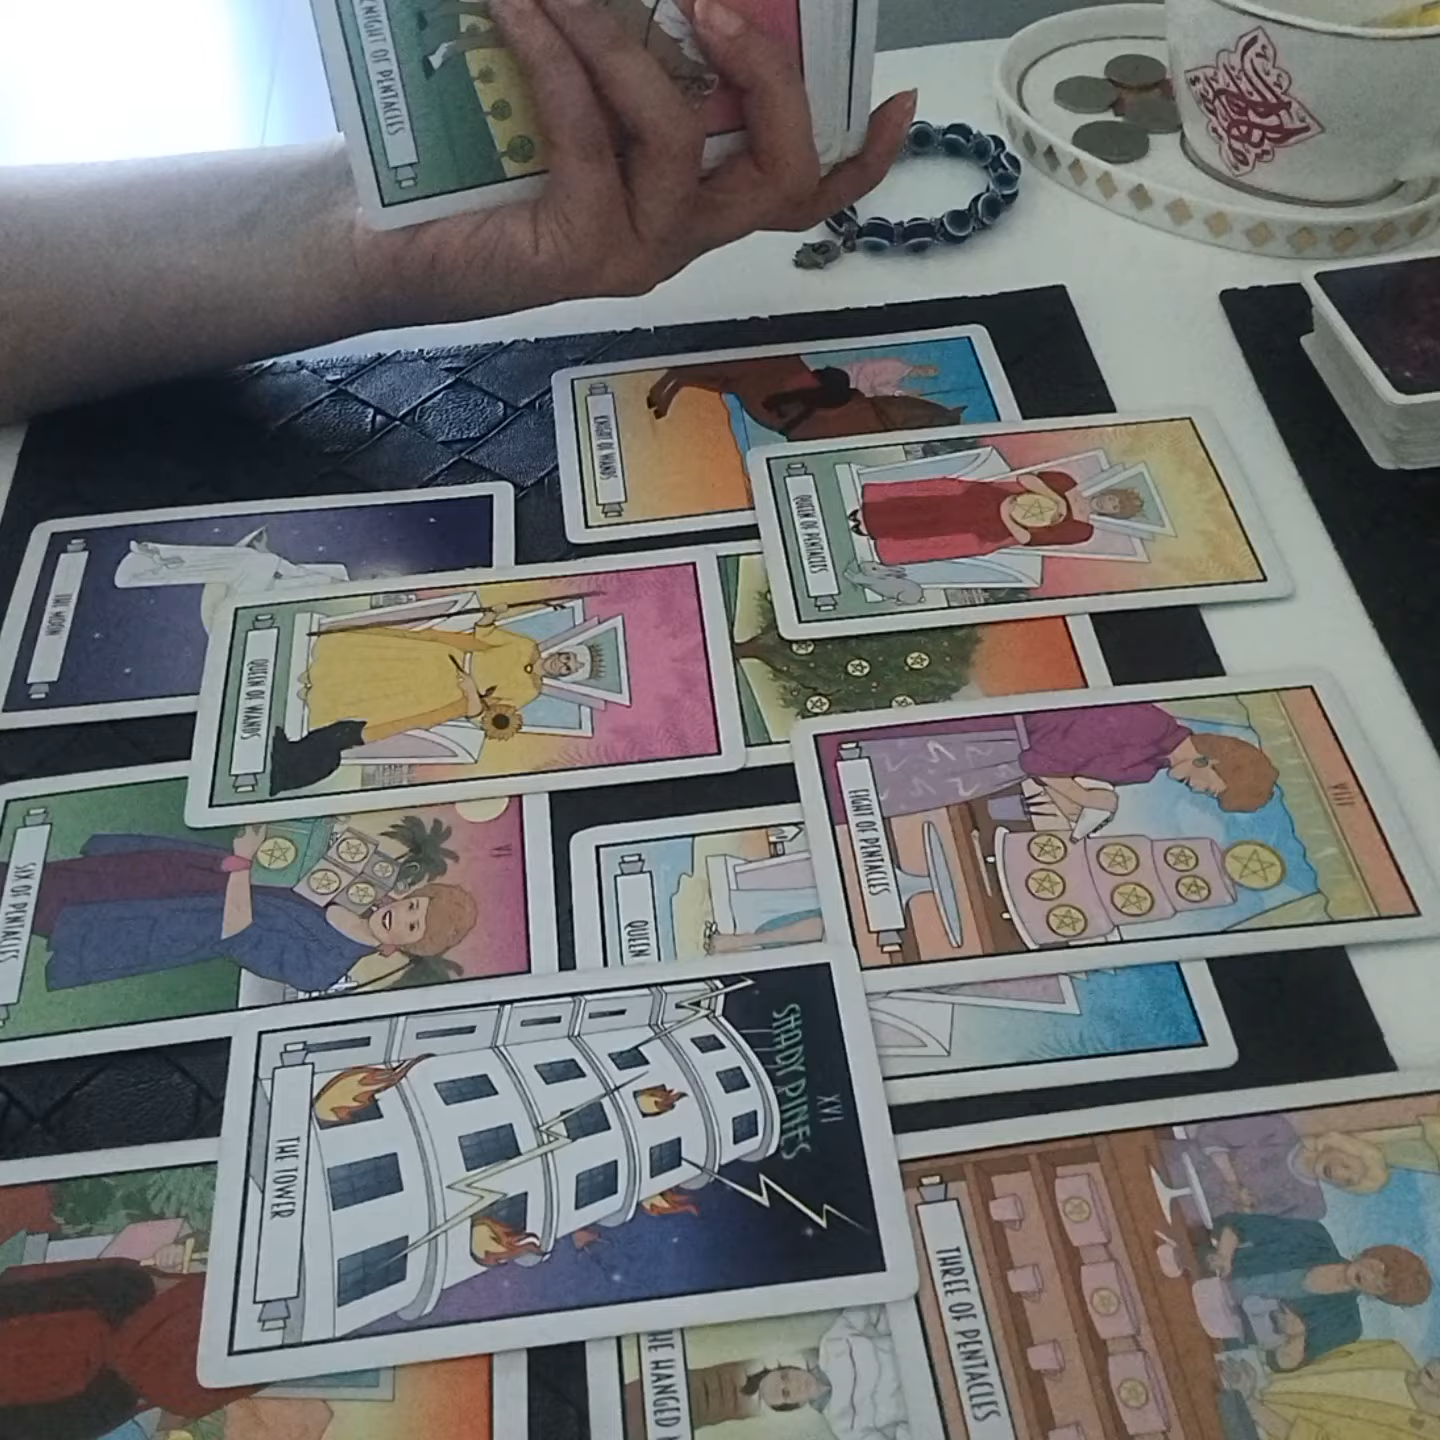 KNIGHT OF PENTACLES
KNIGHT OF WANDS
QUEEN OF PENTACLES
THE MOON
QUEEN OF WANDS
VIII
EIGHT OF PENTACLES
VI
SIX OF PENTACLES
QUEEN
SHADY PINES
XVI
THE TOWER
THREE OF PENTACLES
THE HANGED